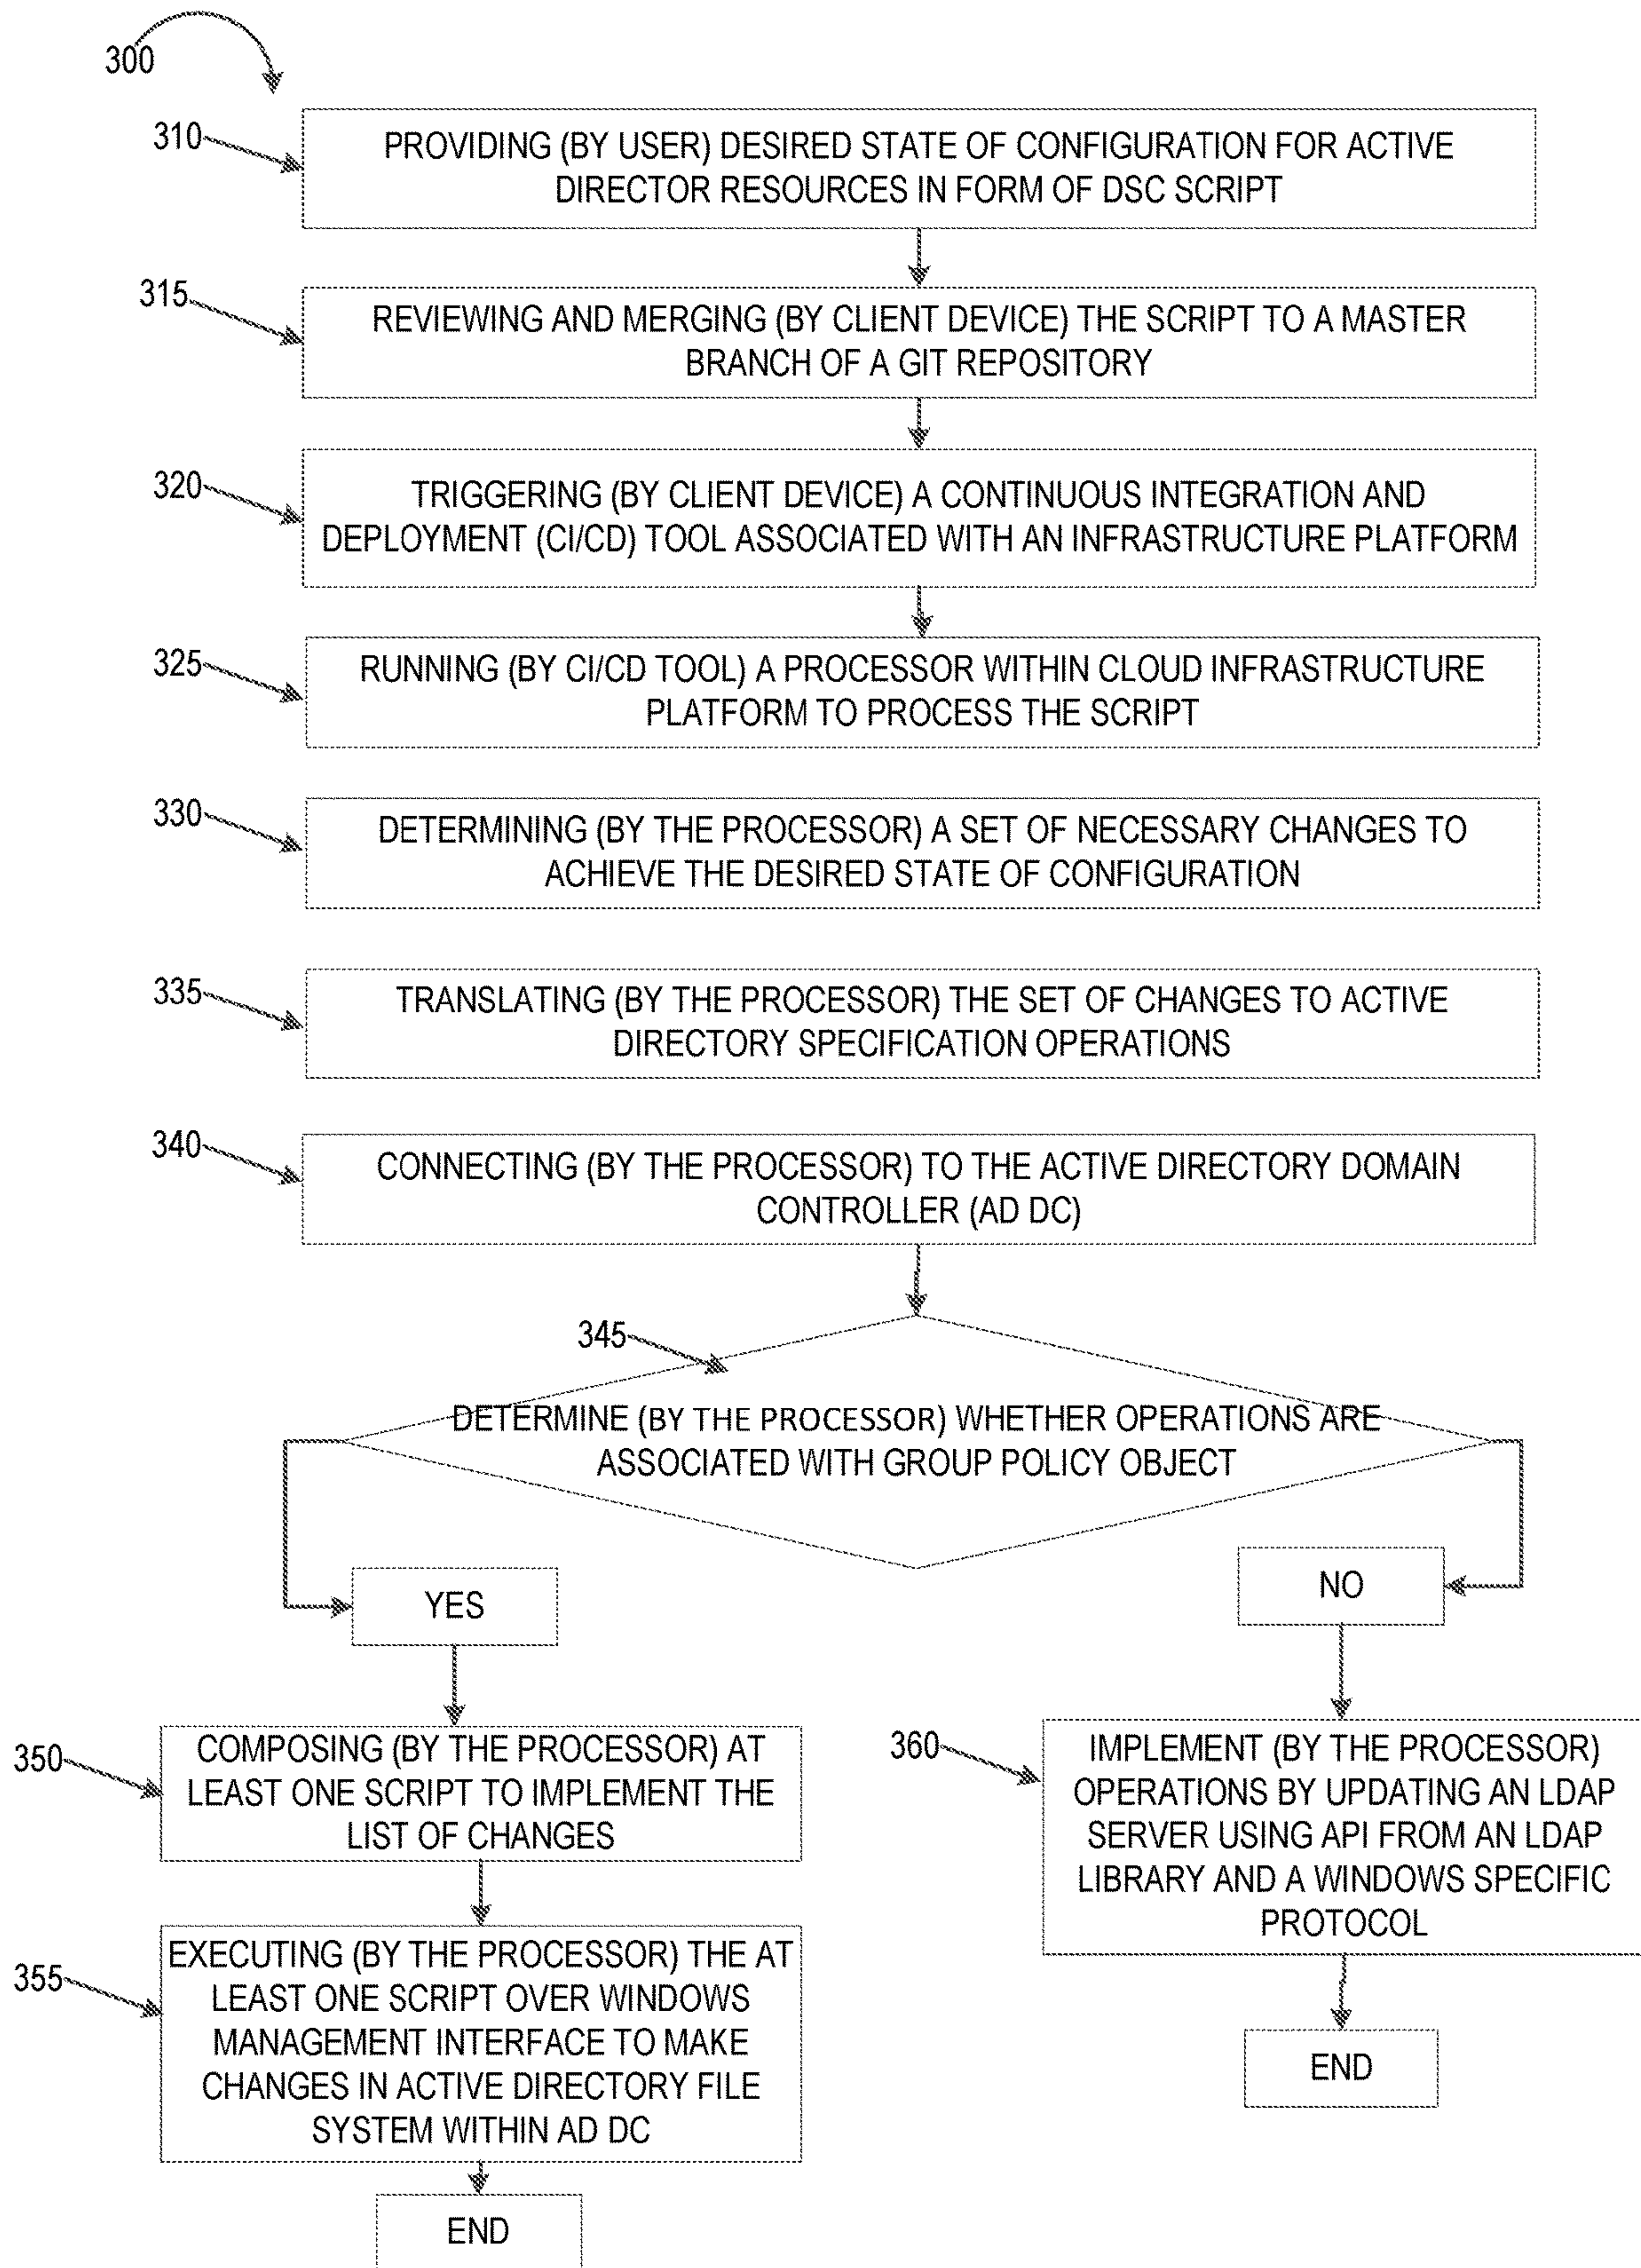 300
310
PROVIDING (BY USER) DESIRED STATE OF CONFIGURATION FOR ACTIVE
DIRECTOR RESOURCES IN FORM OF DSC SCRIPT
315
REVIEWING AND MERGING (BY CLIENT DEVICE) THE SCRIPT TO A MASTER
BRANCH OF A GIT REPOSITORY
320
TRIGGERING (BY CLIENT DEVICE) A CONTINUOUS INTEGRATION AND
DEPLOYMENT (CI/CD) TOOL ASSOCIATED WITH AN INFRASTRUCTURE PLATFORM
325
RUNNING (BY CI/CD TOOL) A PROCESSOR WITHIN CLOUD INFRASTRUCTURE
PLATFORM TO PROCESS THE SCRIPT
330
DETERMINING (BY THE PROCESSOR) A SET OF NECESSARY CHANGES TO
ACHIEVE THE DESIRED STATE OF CONFIGURATION
335
TRANSLATING (BY THE PROCESSOR) THE SET OF CHANGES TO ACTIVE
DIRECTORY SPECIFICATION OPERATIONS
340
CONNECTING (BY THE PROCESSOR) TO THE ACTIVE DIRECTORY DOMAIN
CONTROLLER (AD DC)
345
DETERMINE (BY THE PROCESSOR) WHETHER OPERATIONS ARE
ASSOCIATED WITH GROUP POLICY OBJECT
YES
NO
350
COMPOSING (BY THE PROCESSOR) AT
LEAST ONE SCRIPT TO IMPLEMENT THE
LIST OF CHANGES
355
EXECUTING (BY THE PROCESSOR) THE AT
LEAST ONE SCRIPT OVER WINDOWS
MANAGEMENT INTERFACE TO MAKE
CHANGES IN ACTIVE DIRECTORY FILE
SYSTEM WITHIN AD DC
END
360
IMPLEMENT (BY THE PROCESSOR)
OPERATIONS BY UPDATING AN LDAP
SERVER USING API FROM AN LDAP
LIBRARY AND A WINDOWS SPECIFIC
PROTOCOL
END